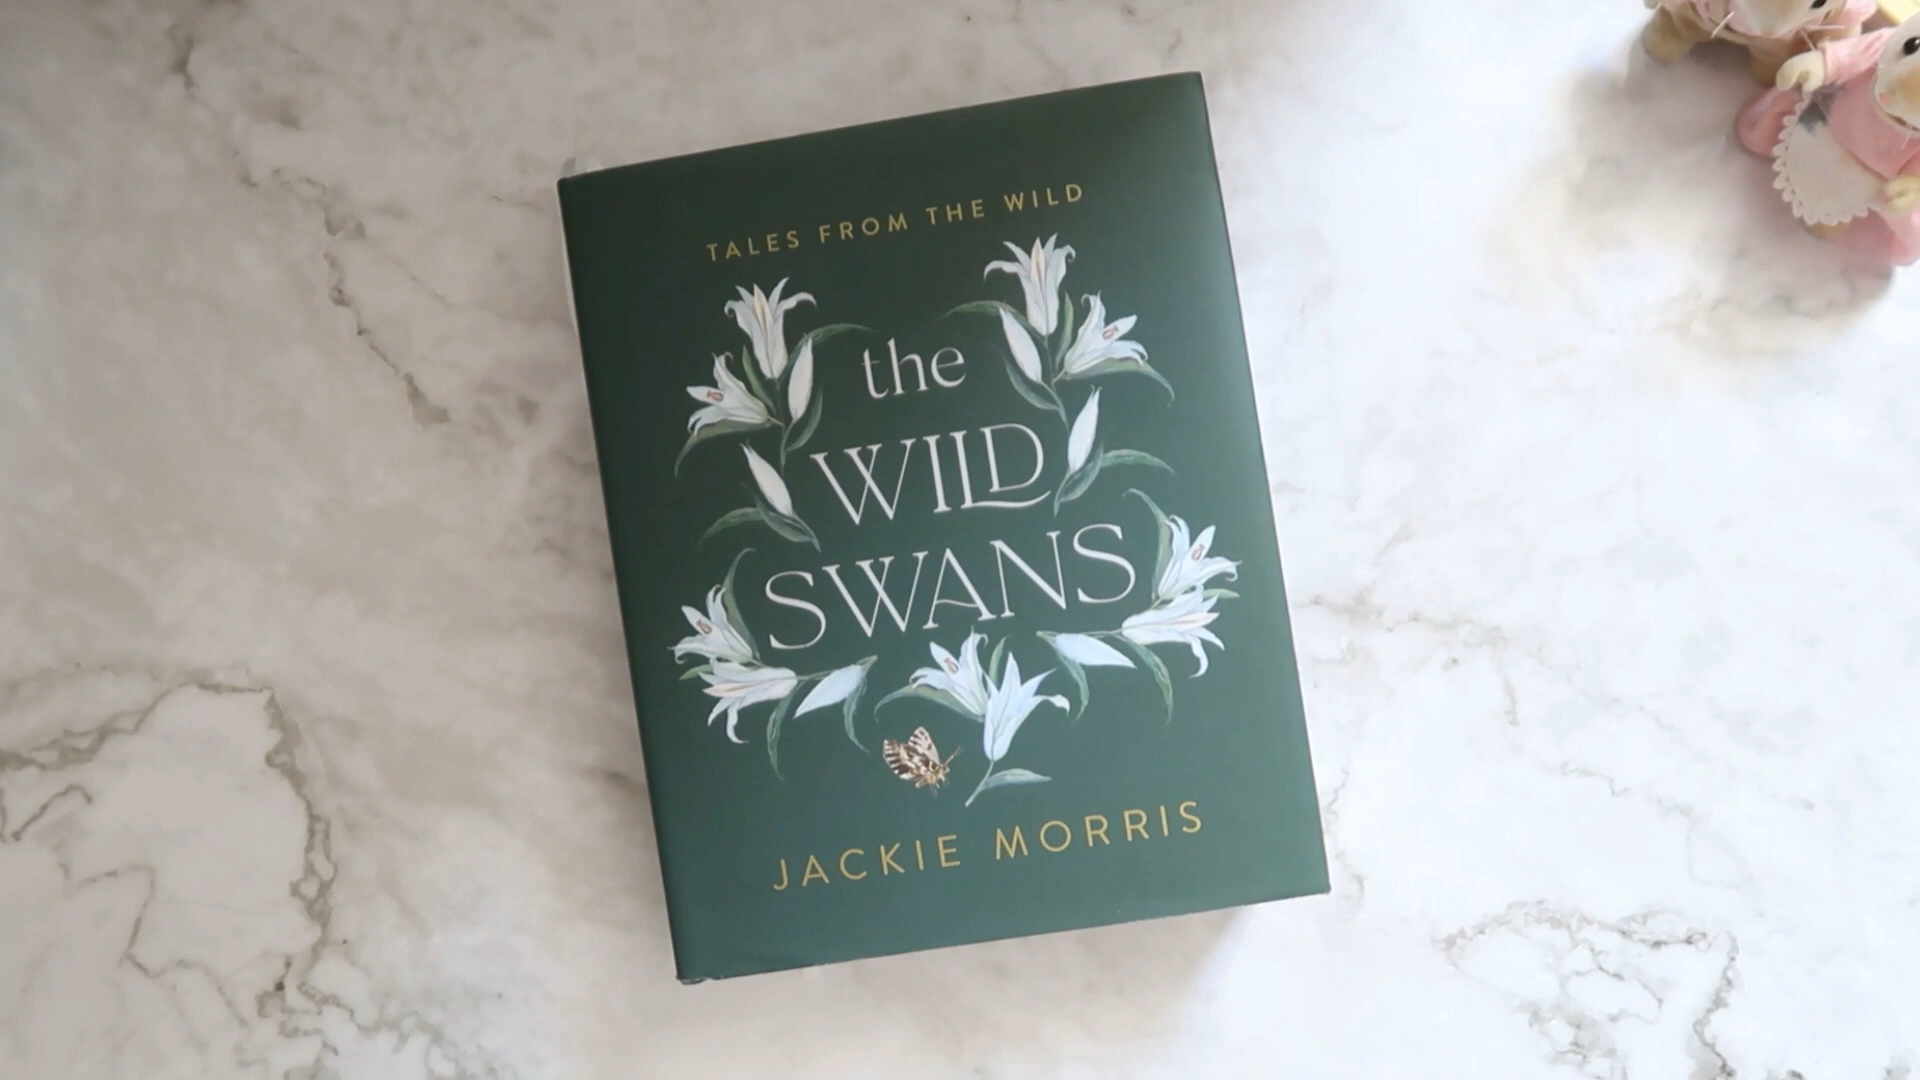 TALES FROM THE WILD
the
WILD
SWANS
JACKIE MORRIS